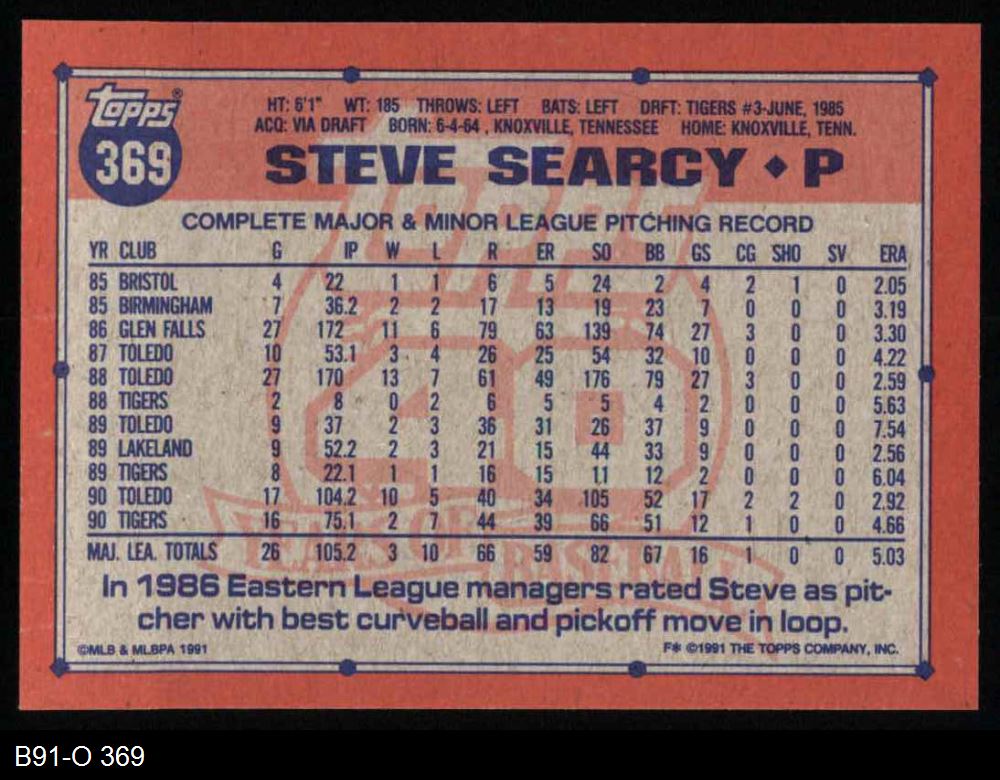 Topps®
369
HT: 6'1" WT: 185 THROWS: LEFT BATS: LEFT DRFT: TIGERS #3-JUNE, 1985
ACQ: VIA DRAFT BORN: 6-4-64 , KNOXVILLE, TENNESSEE HOME: KNOXVILLE, TENN.
STEVE SEARCY ♦ P
COMPLETE MAJOR & MINOR LEAGUE PITCHING RECORD
YR CLUB G IP W L R ER SO BB GS CG SHO SV ERA
85 BRISTOL 4 22 1 1 6 5 24 2 4 2 1 0 2.05
85 BIRMINGHAM 7 36.2 2 2 17 13 19 23 7 0 0 0 3.19
86 GLEN FALLS 27 172 11 6 79 63 139 74 27 3 0 0 3.30
87 TOLEDO 10 53.1 3 4 26 25 54 32 10 0 0 0 4.22
88 TOLEDO 27 170 13 7 61 49 176 79 27 3 0 0 2.59
88 TIGERS 2 8 0 2 6 5 5 4 2 0 0 0 5.63
89 TOLEDO 9 37 2 3 36 31 26 37 9 0 0 0 7.54
89 LAKELAND 9 52.2 2 3 21 15 44 33 9 0 0 0 2.56
89 TIGERS 8 22.1 1 1 16 15 11 12 2 0 0 0 6.04
90 TOLEDO 17 104.2 10 5 40 34 105 52 17 2 2 0 2.92
90 TIGERS 16 75.1 2 7 44 39 66 51 12 1 0 0 4.66
MAJ. LEA. TOTALS 26 105.2 3 10 66 59 82 67 16 1 0 0 5.03
TOPPS 40 YEARS OF BASEBALL
In 1986 Eastern League managers rated Steve as pit-
cher with best curveball and pickoff move in loop.
©MLB & MLBPA 1991 F* ©1991 THE TOPPS COMPANY, INC.
B91-O 369